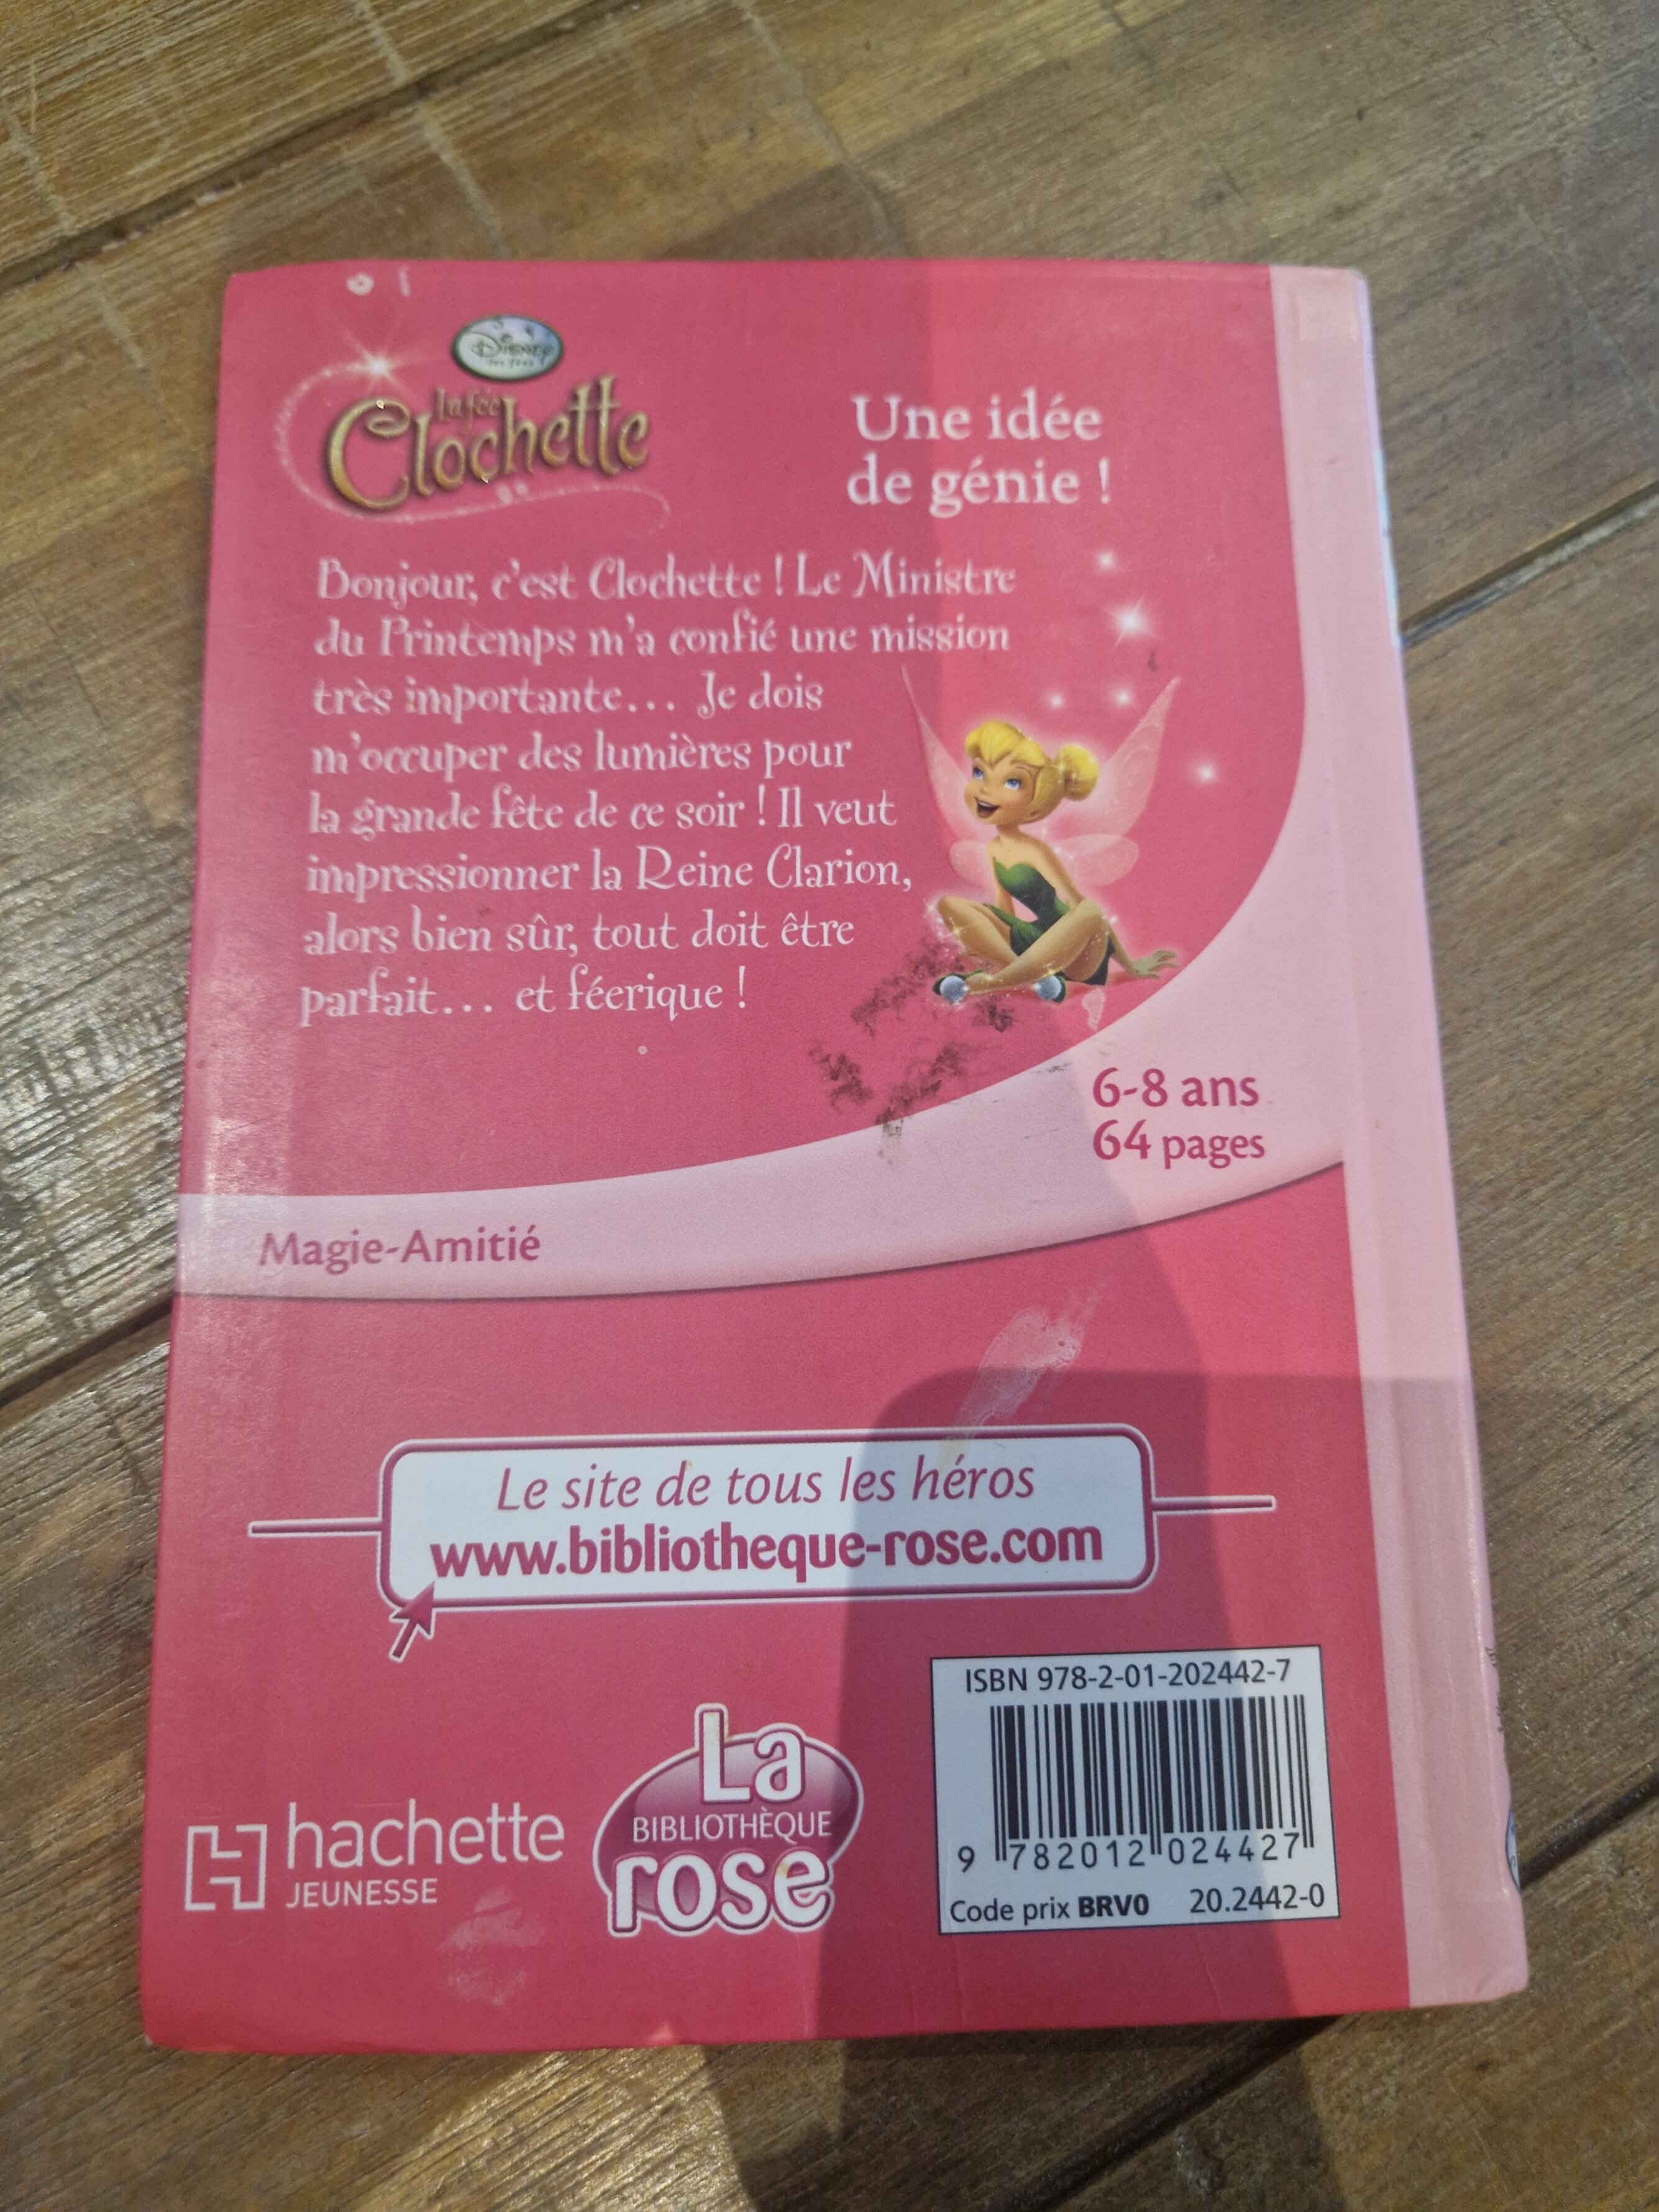 Disney
La fée
Clochette
Une idée
de génie !
Bonjour, c'est Clochette ! Le Ministre
du Printemps m'a confié une mission
très importante... Je dois
m'occuper des lumières pour
la grande fête de ce soir ! Il veut
impressionner la Reine Clarion,
alors bien sûr, tout doit être
parfait... et féerique !
6-8 ans
64 pages
Magie-Amitié
Le site de tous les héros
www.bibliotheque-rose.com
ISBN 978-2-01-202442-7
9 782012 024427
Code prix BRV0 20.2442-0
hachette
JEUNESSE
La
BIBLIOTHÈQUE
rose